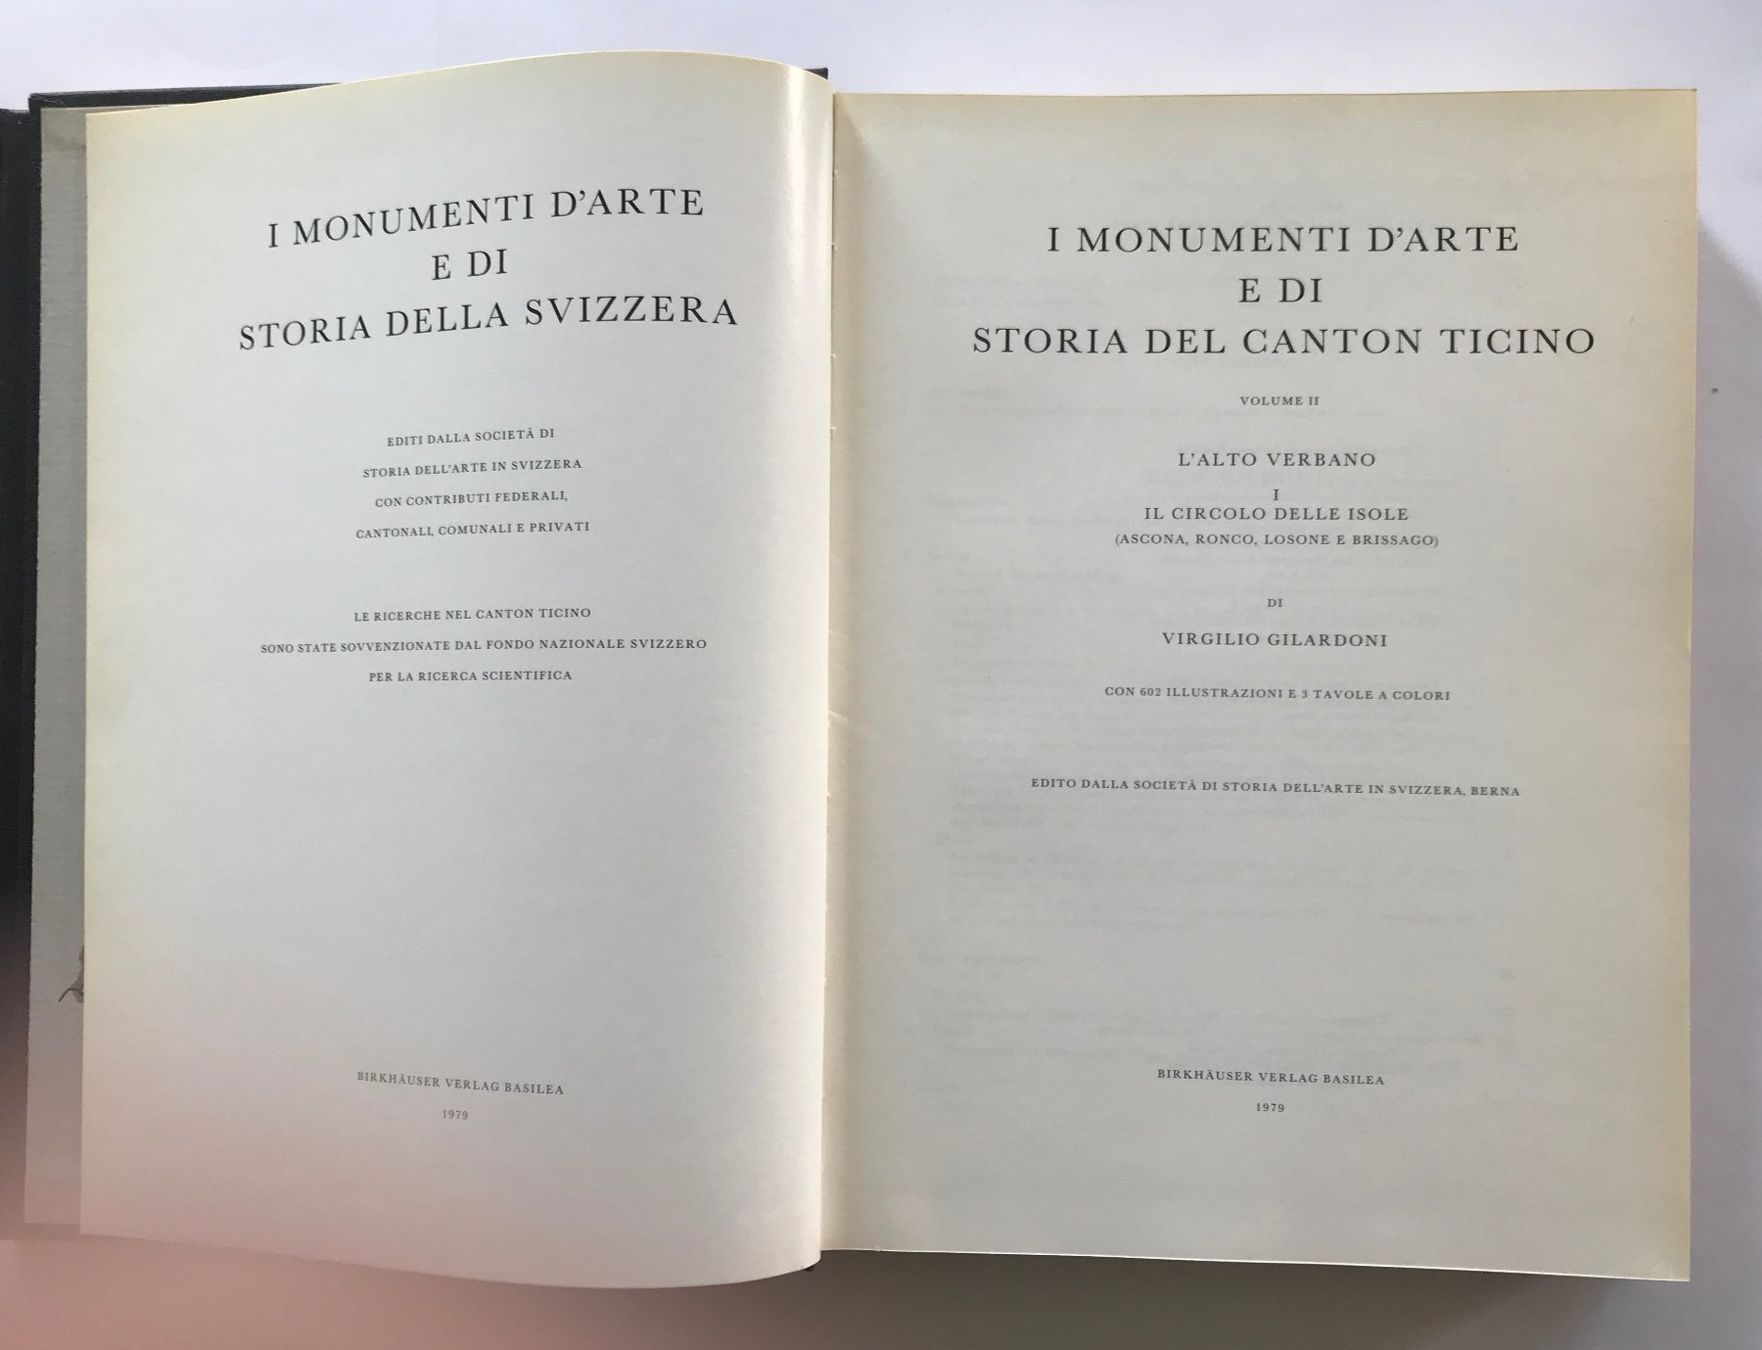 I MONUMENTI D'ARTE
E DI
STORIA DELLA SVIZZERA
EDITI DALLA SOCIETÀ DI
STORIA DELL'ARTE IN SVIZZERA
CON CONTRIBUTI FEDERALI,
CANTONALI, COMUNALI E PRIVATI
LE RICERCHE NEL CANTON TICINO
SONO STATE SOVVENZIONATE DAL FONDO NAZIONALE SVIZZERO
PER LA RICERCA SCIENTIFICA
BIRKHÄUSER VERLAG BASILEA
1979
I MONUMENTI D'ARTE
E DI
STORIA DEL CANTON TICINO
VOLUME II
L'ALTO VERBANO
I
IL CIRCOLO DELLE ISOLE
(ASCONA, RONCO, LOSONE E BRISSAGO)
DI
VIRGILIO GILARDONI
CON 602 ILLUSTRAZIONI E 3 TAVOLE A COLORI
EDITO DALLA SOCIETÀ DI STORIA DELL'ARTE IN SVIZZERA, BERNA
BIRKHÄUSER VERLAG BASILEA
1979